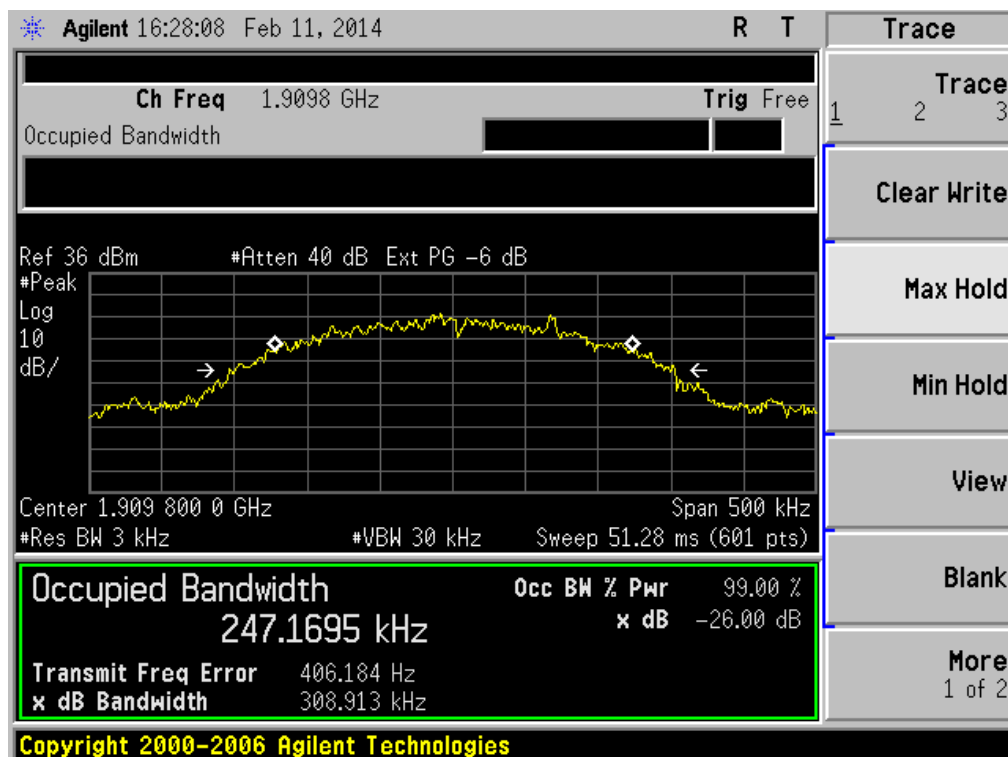 Agilent 16:28:08 Feb 11, 2014 R T
Ch Freq 1.9098 GHz Trig Free
Occupied Bandwidth
Ref 36 dBm #Atten 40 dB Ext PG -6 dB
#Peak
Log
10
dB/
Center 1.909 800 0 GHz Span 500 kHz
#Res BW 3 kHz #VBW 30 kHz Sweep 51.28 ms (601 pts)
Occupied Bandwidth
247.1695 kHz
Occ BW % Pwr 99.00 %
x dB -26.00 dB
Transmit Freq Error 406.184 Hz
x dB Bandwidth 308.913 kHz
Copyright 2000-2006 Agilent Technologies
Trace
Trace
1 2 3
Clear Write
Max Hold
Min Hold
View
Blank
More
1 of 2